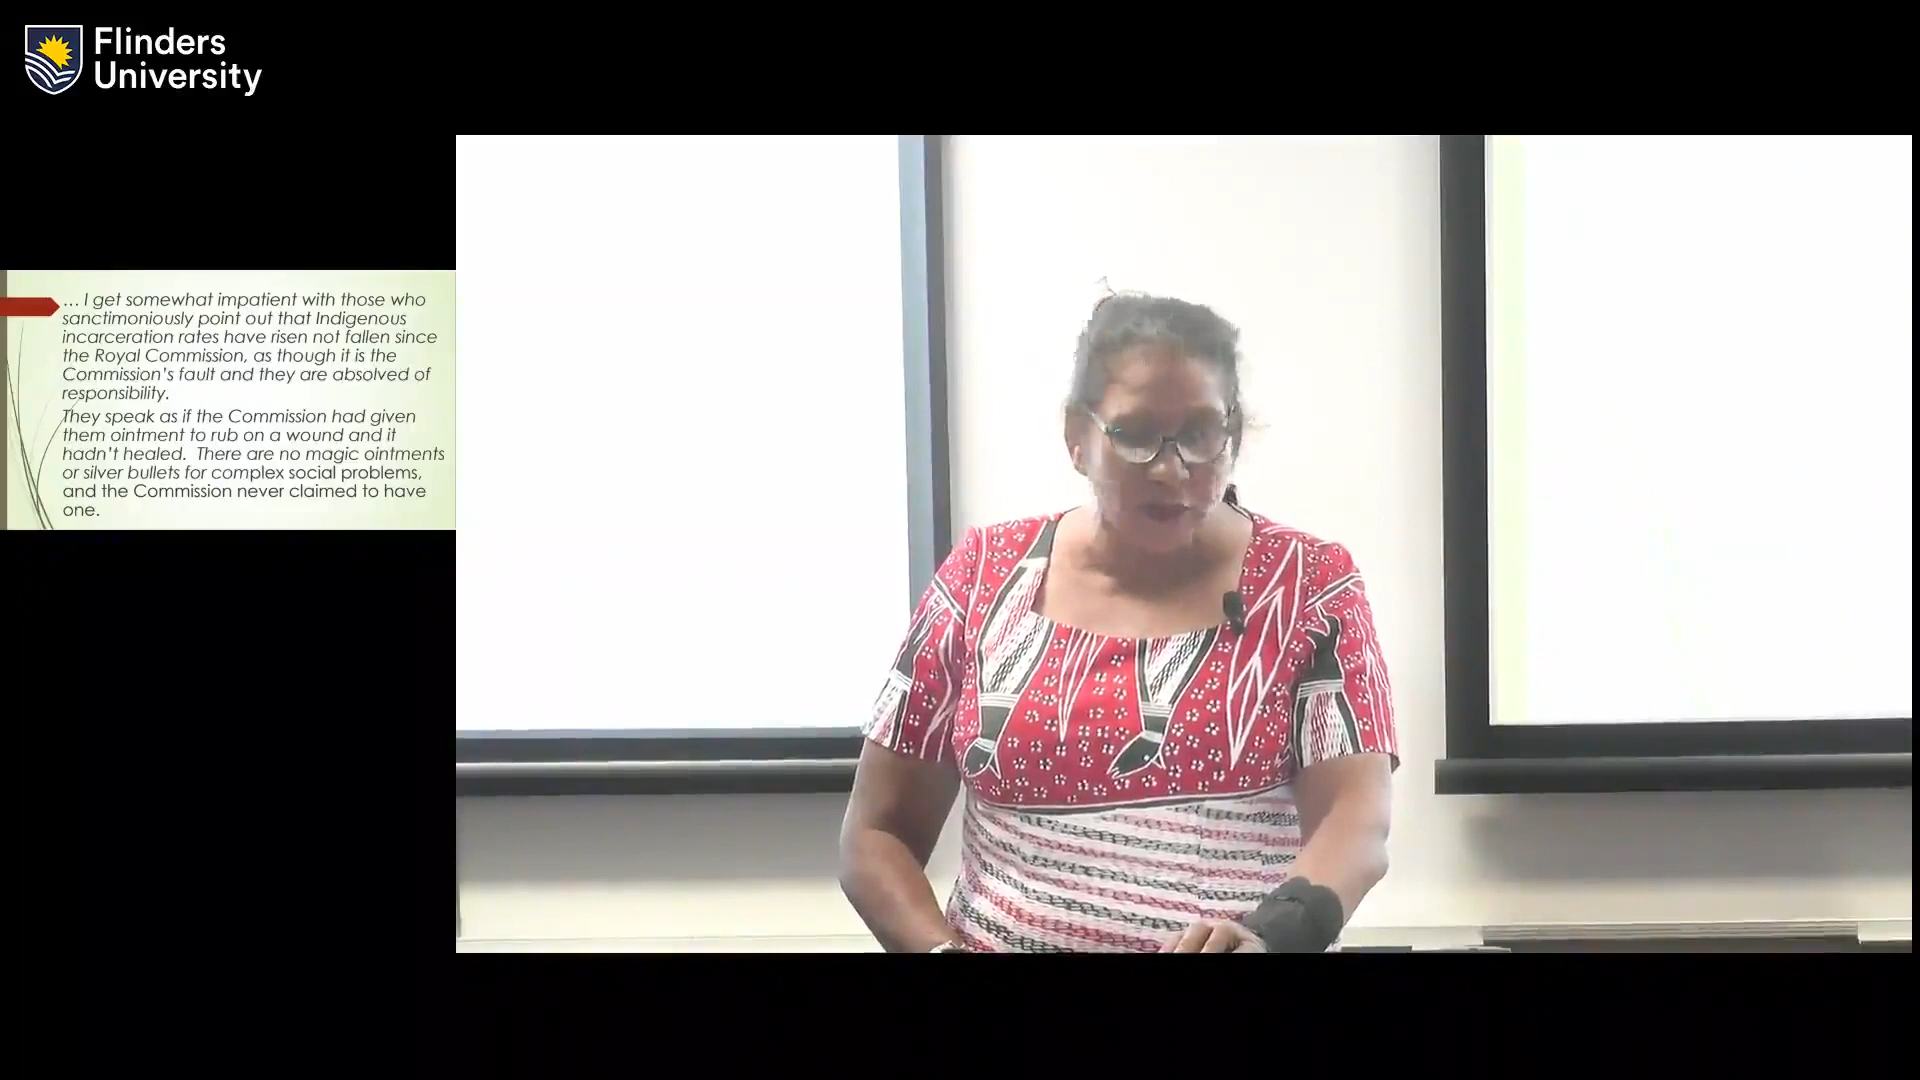 Flinders
University
... I get somewhat impatient with those who
sanctimoniously point out that Indigenous
incarceration rates have risen not fallen since
the Royal Commission, as though it is the
Commission's fault and they are absolved of
responsibility.
They speak as if the Commission had given
them ointment to rub on a wound and it
hadn't healed. There are no magic ointments
or silver bullets for complex social problems,
and the Commission never claimed to have
one.